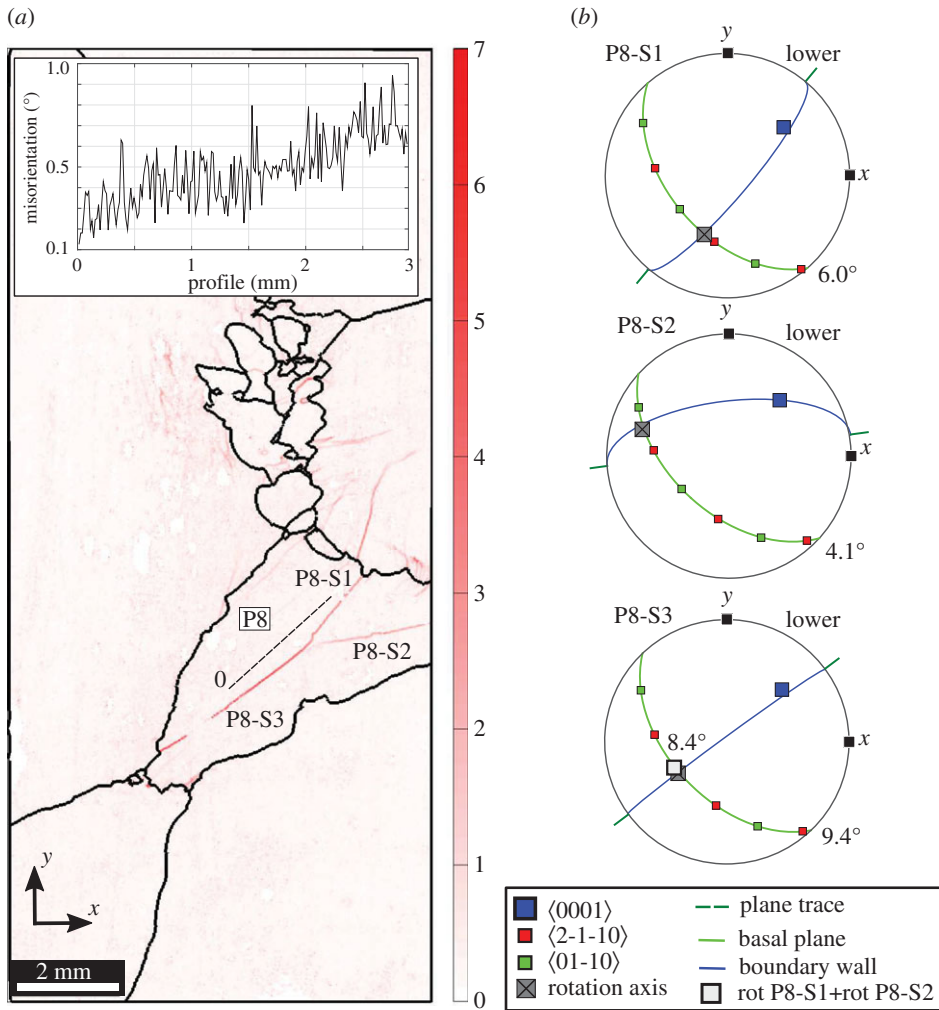 (a)
(b)
misorientation (°)
1.0
0.5
0.1
0
1
2
3
profile (mm)
7
6
5
4
3
2
1
0
P8-S1
P8
P8-S2
0
P8-S3
y
x
2 mm
P8-S1
y
lower
x
6.0°
P8-S2
y
lower
x
4.1°
P8-S3
y
lower
x
8.4°
9.4°
⟨0001⟩
⟨2-1-10⟩
⟨01-10⟩
rotation axis
plane trace
basal plane
boundary wall
rot P8-S1+rot P8-S2